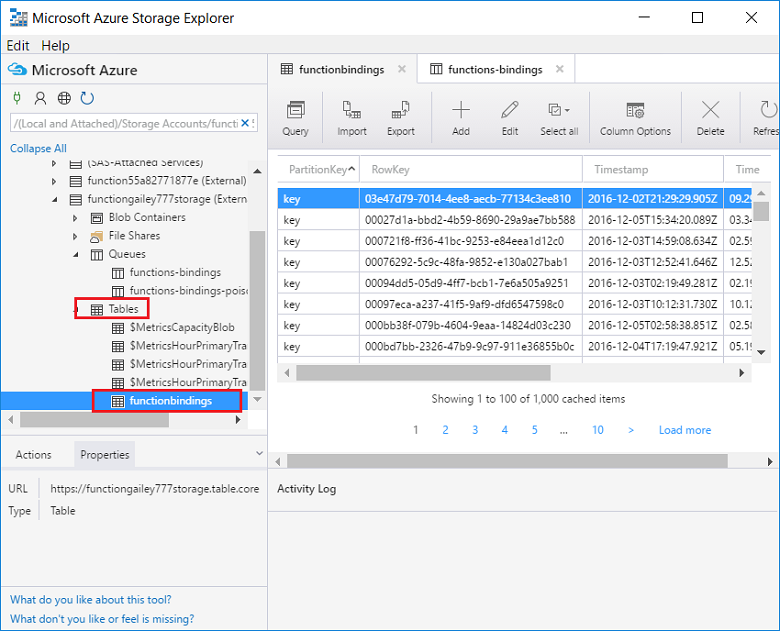 Microsoft Azure Storage Explorer
Edit Help
Microsoft Azure
/(Local and Attached)/Storage Accounts/functi
Collapse All
(SAS-Attached Services)
function55a82771877e (External)
functiongailey777storage (Extern
Blob Containers
File Shares
Queues
functions-bindings
functions-bindings-poiso
Tables
$MetricsCapacityBlob
$MetricsHourPrimaryTra
$MetricsHourPrimaryTra
$MetricsHourPrimaryTra
functionbindings
Actions Properties
URL https://functiongailey777storage.table.core
Type Table
What do you like about this tool?
What don't you like or feel is missing?
functionbindings functions-bindings
Query Import Export Add Edit Select all Column Options Delete Refres
PartitionKey RowKey Timestamp Time
key 03e47d79-7014-4ee8-aecb-77134c3ee810 2016-12-02T21:29:29.905Z 09.29
key 00027d1a-bbd2-4b59-8690-29a9ae7bb588 2016-12-05T15:34:20.089Z 03.34
key 000721f8-ff36-41bc-9253-e84eea1d12c0 2016-12-03T14:59:08.634Z 02.59
key 00076292-5c9c-48fa-9852-e130a027bab1 2016-12-03T12:52:41.646Z 12.52
key 00094dd5-05d9-4ff7-bcb1-7e6a505a9251 2016-12-03T02:19:49.281Z 02.19
key 00097eca-a237-41f5-9af9-dfd6547598c0 2016-12-03T10:12:31.730Z 10.12
key 000bb38f-079b-4604-9eaa-14824d03c230 2016-12-05T02:58:38.851Z 02.58
key 000bd7bb-2326-47b9-9c97-911e36855b0c 2016-12-04T17:19:47.921Z 05.19
Showing 1 to 100 of 1,000 cached items
1 2 3 4 5 ... 10 > Load more
Activity Log